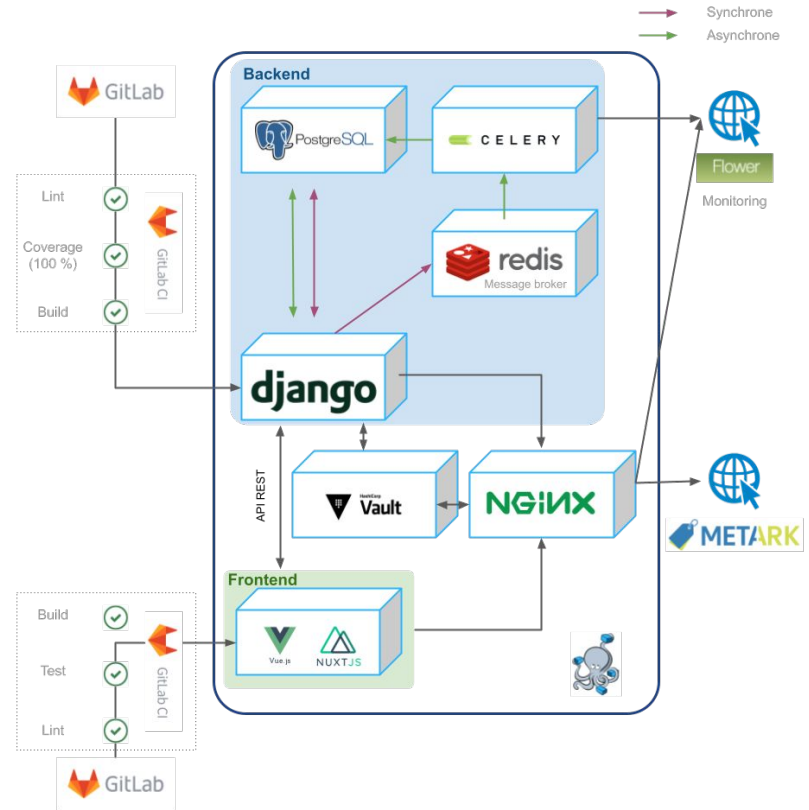 Synchrone
Asynchrone
GitLab
Backend
PostgreSQL
CELERY
Flower
Monitoring
Lint
Coverage
(100 %)
Build
GitLab CI
redis
Message broker
django
API REST
HashiCorp
Vault
NGINX
METARK
Frontend
Vue.js
NUXTJS
Build
Test
Lint
GitLab CI
GitLab